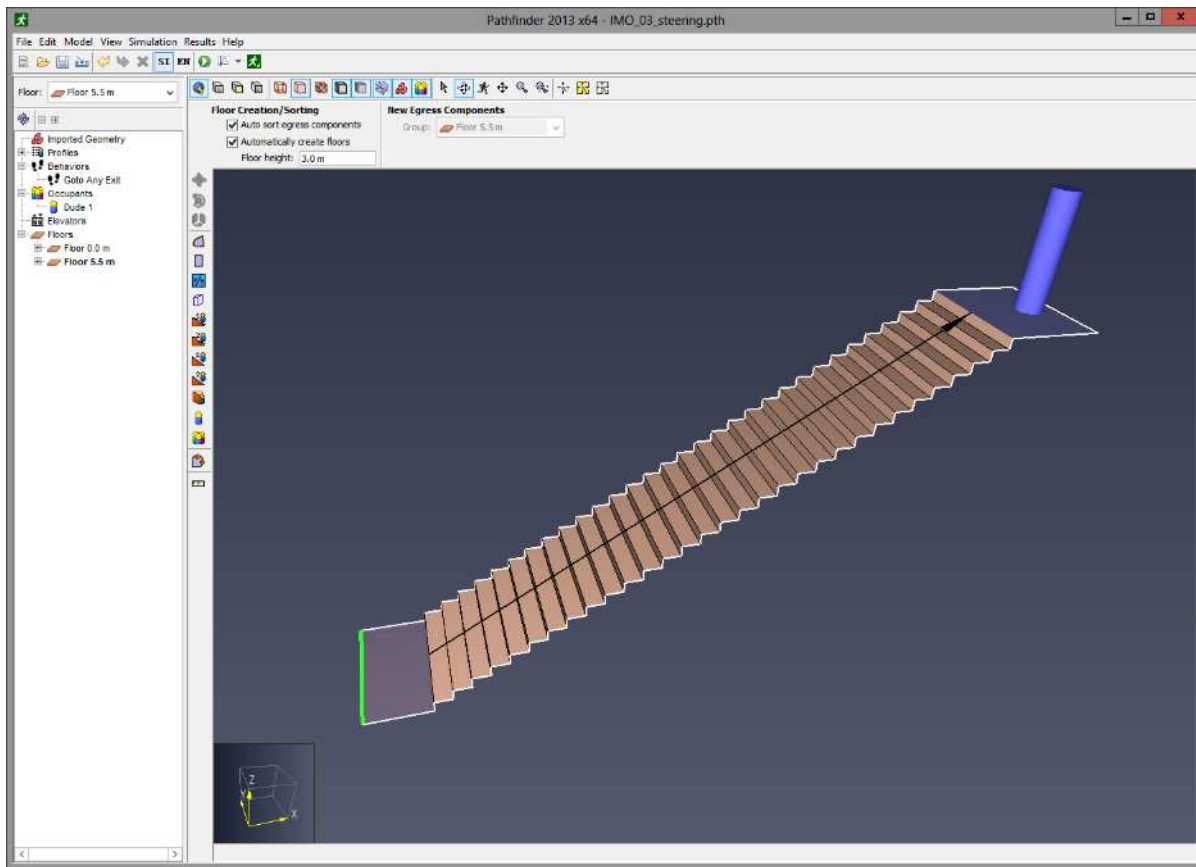 Pathfinder 2013 x64 - IMO_03_steering.pth
File Edit Model View Simulation Results Help
SI EN
Floor: Floor 5.5 m
Floor Creation/Sorting
Auto sort egress components
Automatically create floors
Floor height: 3.0 m
New Egress Components
Group: Floor 5.5 m
Imported Geometry
Profiles
Behaviors
Goto Any Exit
Occupants
Dude 1
Elevators
Floors
Floor 0.0 m
Floor 5.5 m
Z
Y
X